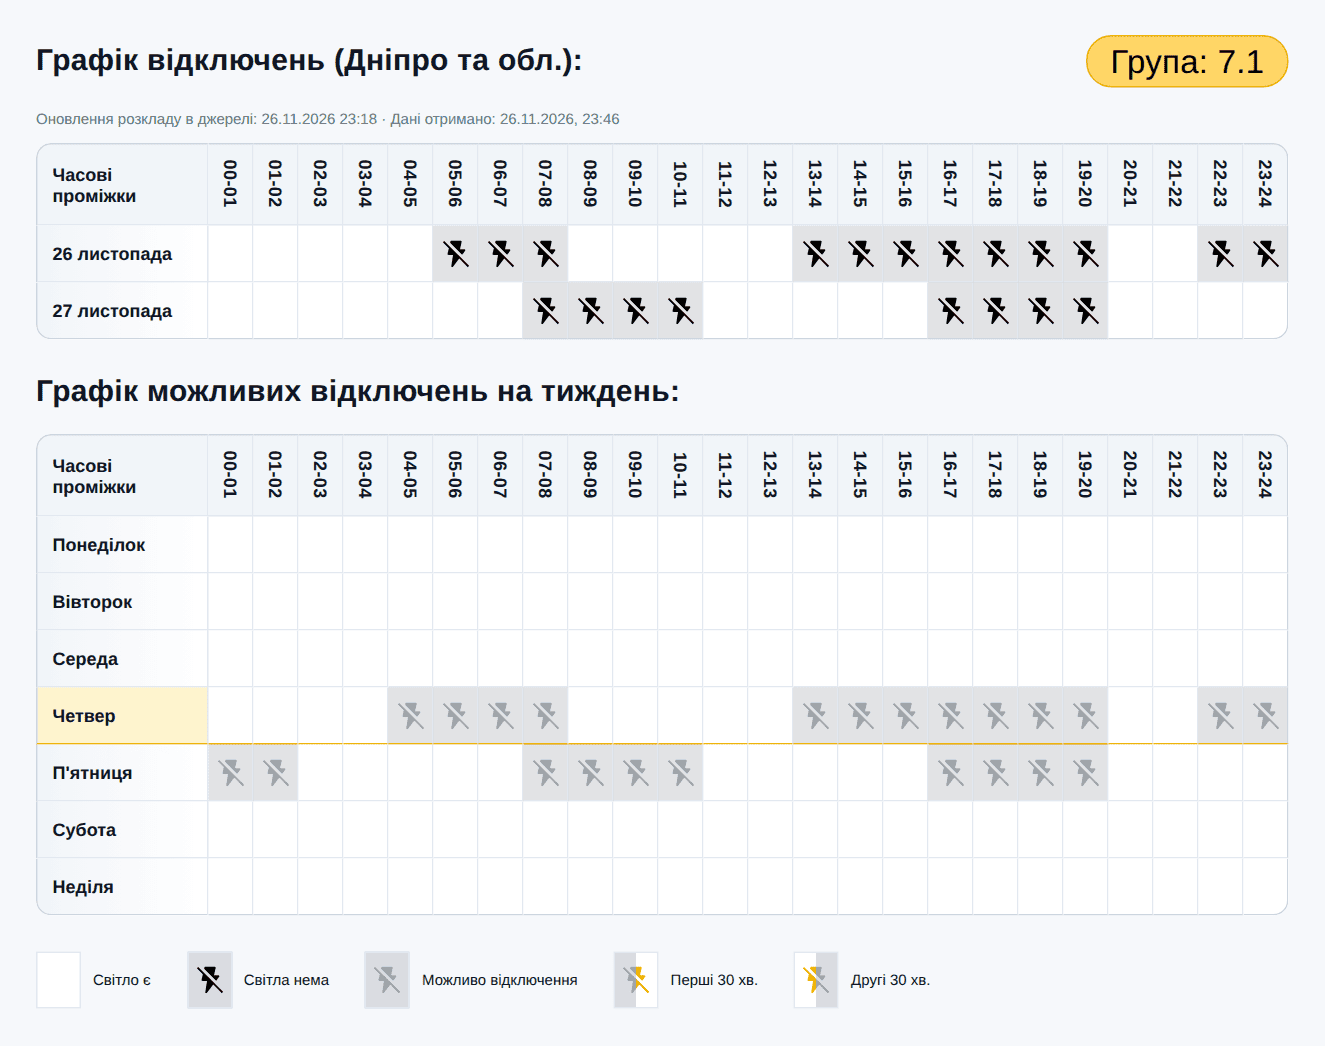 Графік відключень (Дніпро та обл.):
Група: 7.1
Оновлення розкладу в джерелі: 26.11.2026 23:18 · Дані отримано: 26.11.2026, 23:46
Часові
проміжки
00-01 01-02 02-03 03-04 04-05 05-06 06-07 07-08 08-09 09-10 10-11 11-12 12-13 13-14 14-15 15-16 16-17 17-18 18-19 19-20 20-21 21-22 22-23 23-24
26 листопада
27 листопада
Графік можливих відключень на тиждень:
Часові
проміжки
00-01 01-02 02-03 03-04 04-05 05-06 06-07 07-08 08-09 09-10 10-11 11-12 12-13 13-14 14-15 15-16 16-17 17-18 18-19 19-20 20-21 21-22 22-23 23-24
Понеділок
Вівторок
Середа
Четвер
П'ятниця
Субота
Неділя
Світло є
Світла нема
Можливо відключення
Перші 30 хв.
Другі 30 хв.